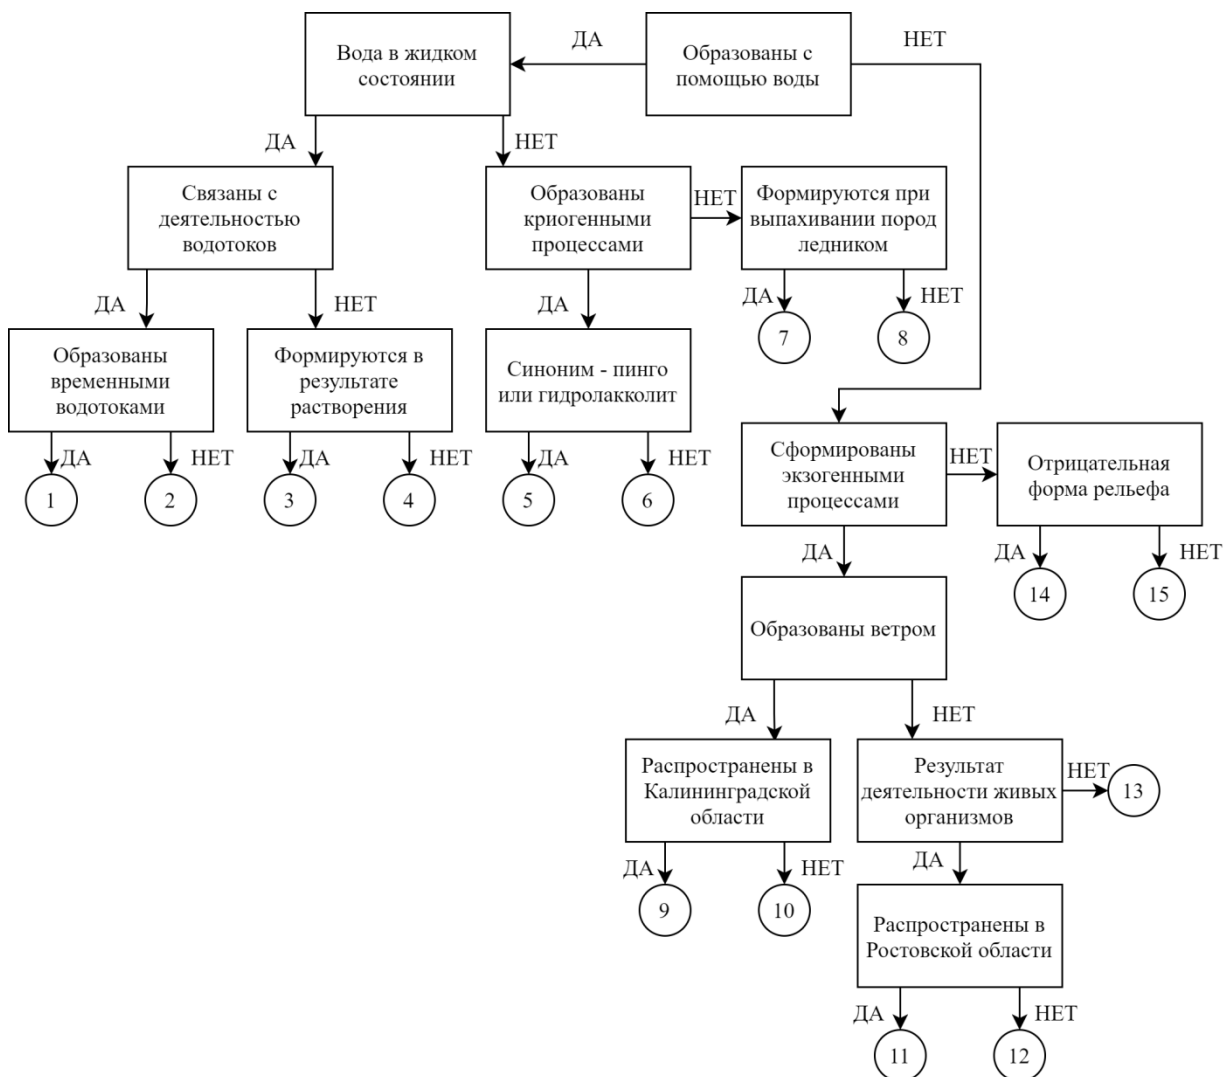 ДА
НЕТ
Вода в жидком
состоянии
Образованы с
помощью воды
ДА
НЕТ
Связаны с
деятельностью
водотоков
Образованы
криогенными
процессами
НЕТ
Формируются при
выпахивании пород
ледником
ДА
НЕТ
ДА
ДА
НЕТ
Образованы
временными
водотоками
Формируются в
результате
растворения
Синоним - пинго
или гидролакколит
7
8
ДА
НЕТ
ДА
НЕТ
ДА
НЕТ
1
2
3
4
5
6
Сформированы
экзогенными
процессами
НЕТ
Отрицательная
форма рельефа
ДА
ДА
НЕТ
14
15
Образованы ветром
ДА
НЕТ
Распространены в
Калининградской
области
Результат
деятельности живых
организмов
НЕТ
13
ДА
НЕТ
ДА
9
10
Распространены в
Ростовской области
ДА
НЕТ
11
12